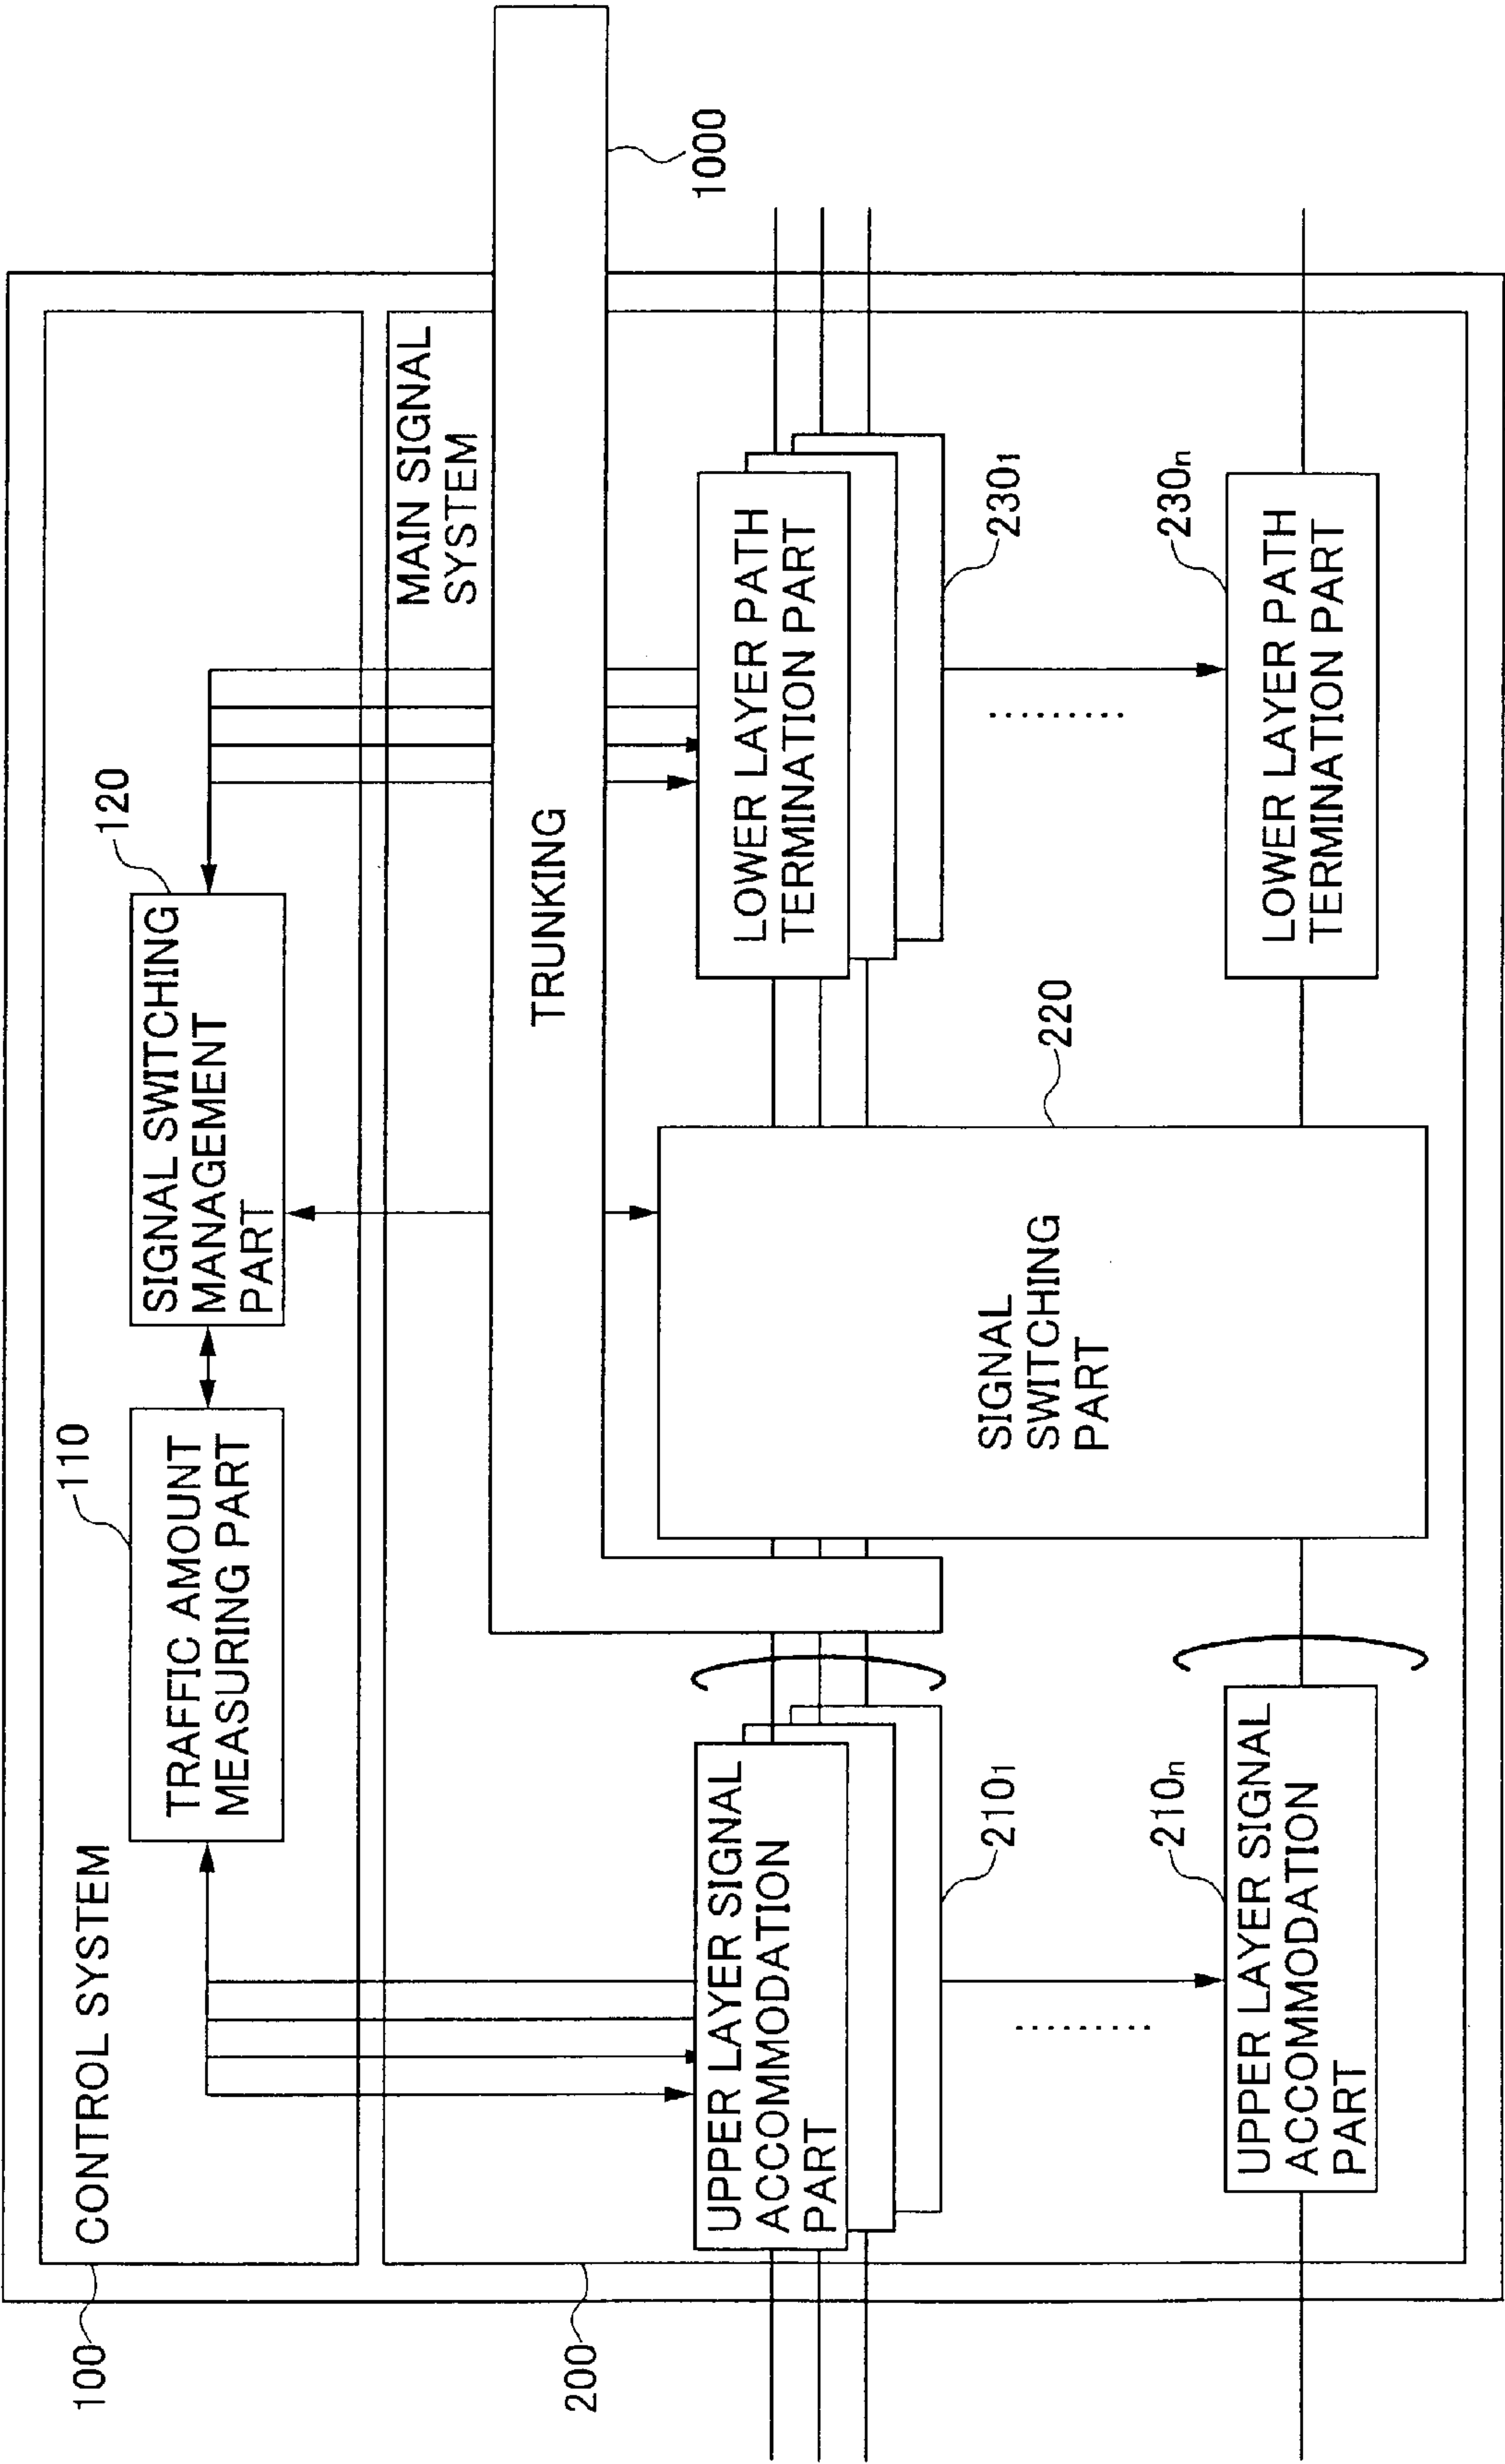 100
CONTROL SYSTEM
110
TRAFFIC AMOUNT
MEASURING PART
120
SIGNAL SWITCHING
MANAGEMENT
PART
200
MAIN SIGNAL
SYSTEM
TRUNKING
1000
UPPER LAYER SIGNAL
ACCOMMODATION
PART
210₁
SIGNAL
SWITCHING
PART
220
LOWER LAYER PATH
TERMINATION PART
230₁
210ₙ
UPPER LAYER SIGNAL
ACCOMMODATION
PART
230ₙ
LOWER LAYER PATH
TERMINATION PART